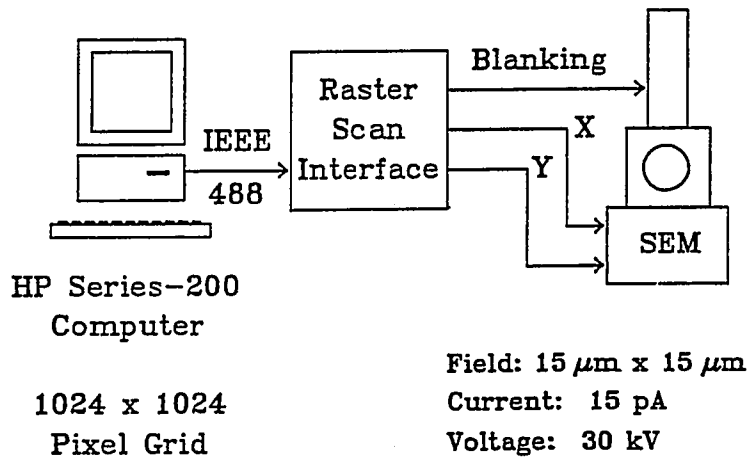 Blanking
Raster
Scan
Interface
IEEE
488
X
Y
SEM
HP Series-200
Computer
1024 x 1024
Pixel Grid
Field: 15 μm x 15 μm
Current: 15 pA
Voltage: 30 kV